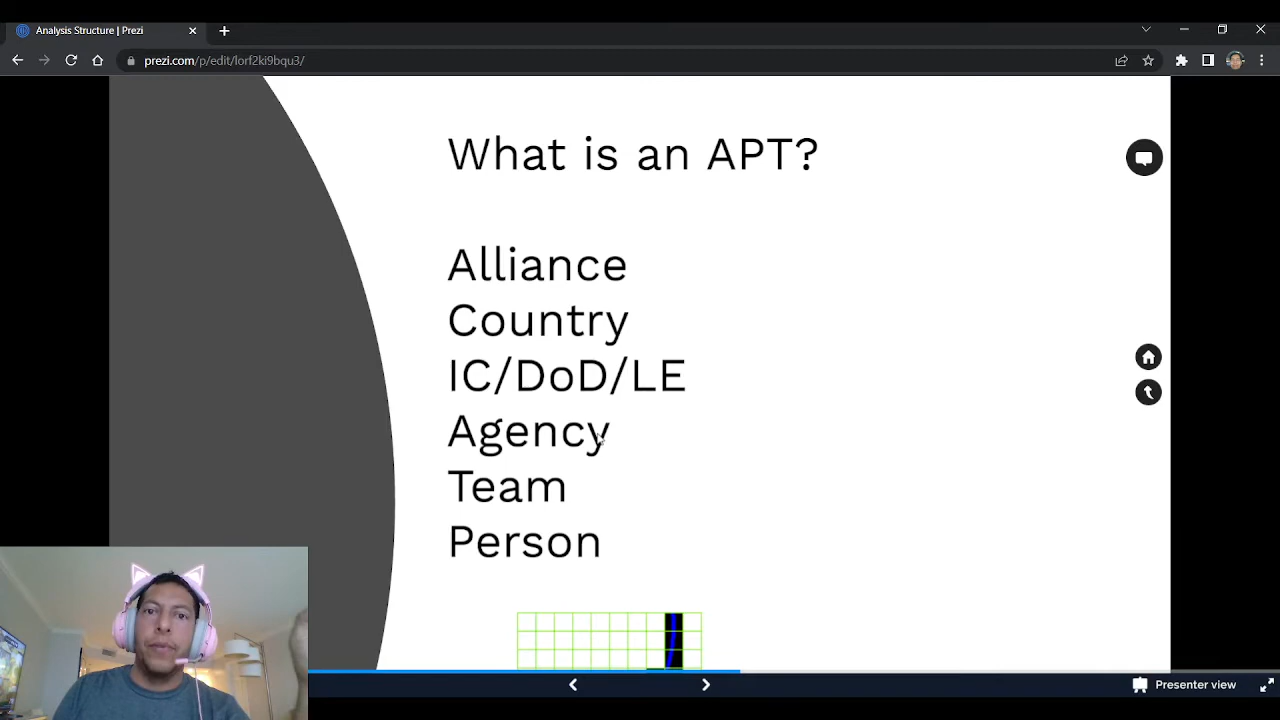 Analysis Structure | Prezi
prezi.com/p/edit/lorf2ki9bqu3/
What is an APT?
Alliance
Country
IC/DoD/LE
Agency
Team
Person
Presenter view